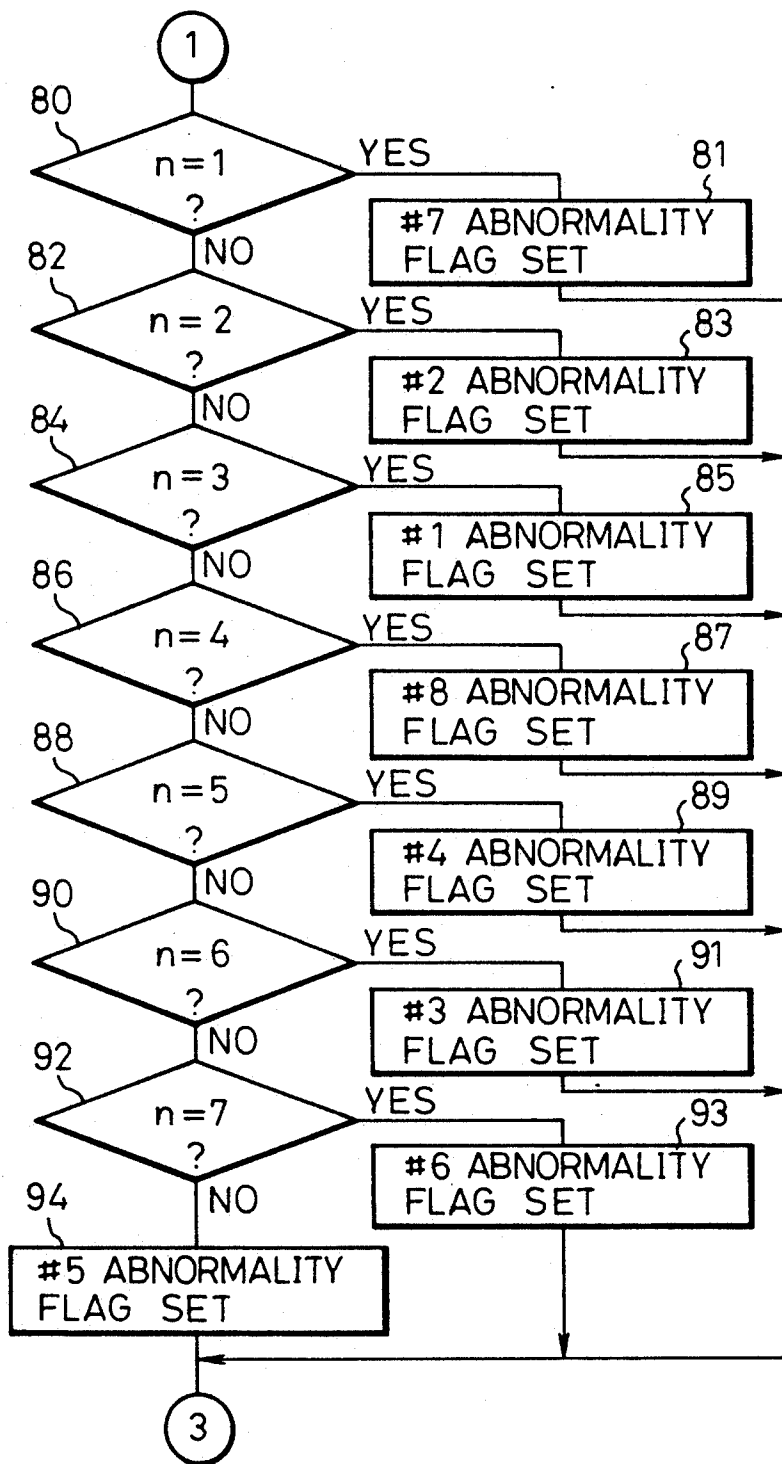 1
80
n=1
?
YES
NO
81
#7 ABNORMALITY
FLAG SET
82
n=2
?
YES
NO
83
#2 ABNORMALITY
FLAG SET
84
n=3
?
YES
NO
85
#1 ABNORMALITY
FLAG SET
86
n=4
?
YES
NO
87
#8 ABNORMALITY
FLAG SET
88
n=5
?
YES
NO
89
#4 ABNORMALITY
FLAG SET
90
n=6
?
YES
NO
91
#3 ABNORMALITY
FLAG SET
92
n=7
?
YES
NO
93
#6 ABNORMALITY
FLAG SET
94
#5 ABNORMALITY
FLAG SET
3